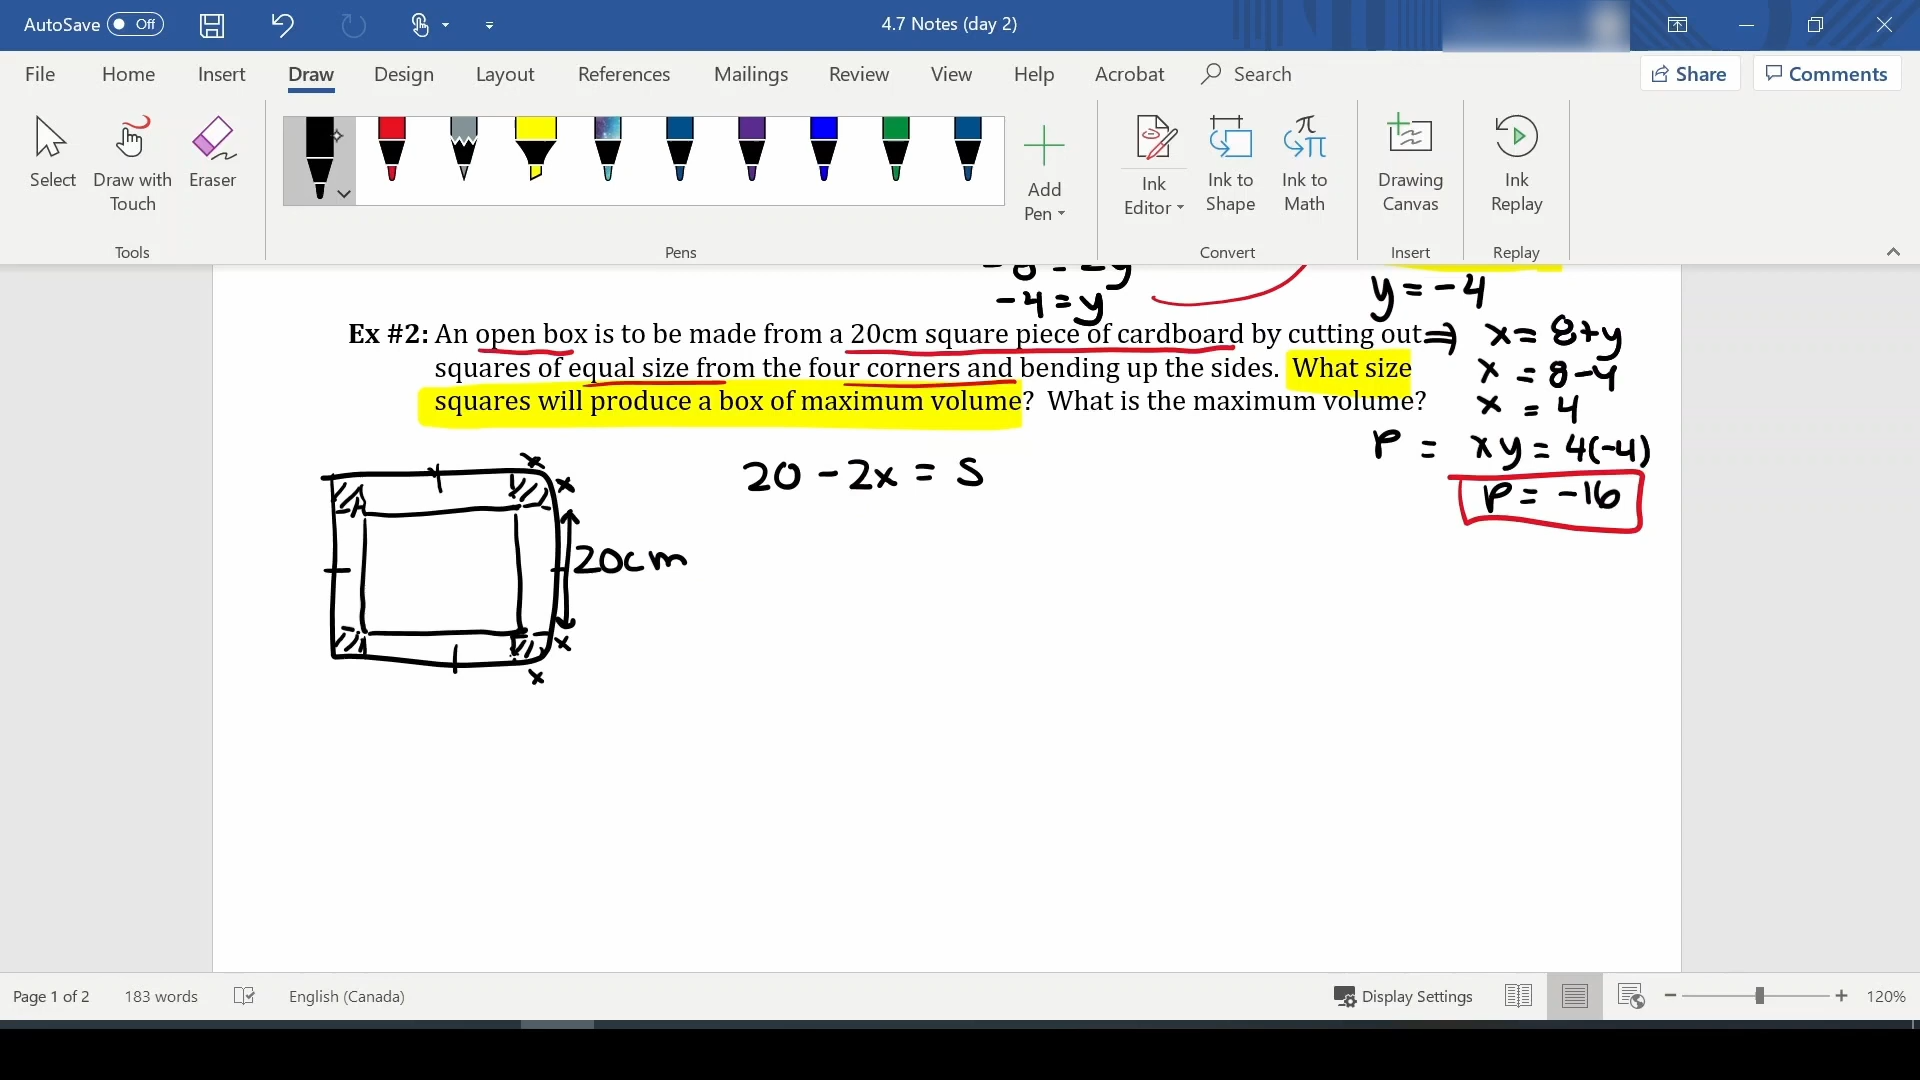 AutoSave Off 4.7 Notes (day 2)
File Home Insert Draw Design Layout References Mailings Review View Help Acrobat Search Share Comments
Select Draw with Touch Eraser Add Pen Ink Editor Ink to Shape π Ink to Math Drawing Canvas Ink Replay
Tools Pens Convert Insert Replay
-8 = 2y
-4 = y
y = -4
Ex #2: An open box is to be made from a 20cm square piece of cardboard by cutting out
squares of equal size from the four corners and bending up the sides. What size
squares will produce a box of maximum volume? What is the maximum volume?
⇒ x = 8+y
x = 8-4
x = 4
P = xy = 4(-4)
P = -16
x
x
20cm
x
x
20 - 2x = S
Page 1 of 2 183 words English (Canada) Display Settings 120%